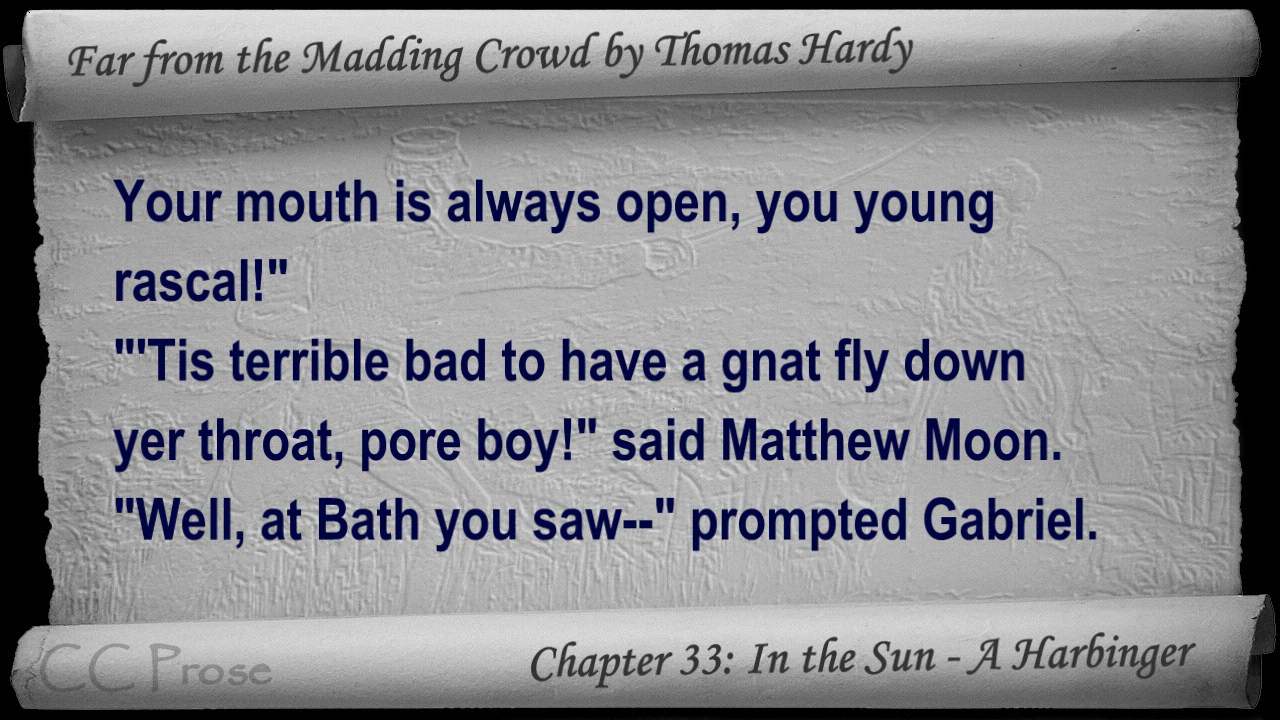 Far from the Madding Crowd by Thomas Hardy
Your mouth is always open, you young
rascal!"
"'Tis terrible bad to have a gnat fly down
yer throat, pore boy!" said Matthew Moon.
"Well, at Bath you saw--" prompted Gabriel.
CC Prose
Chapter 33: In the Sun - A Harbinger